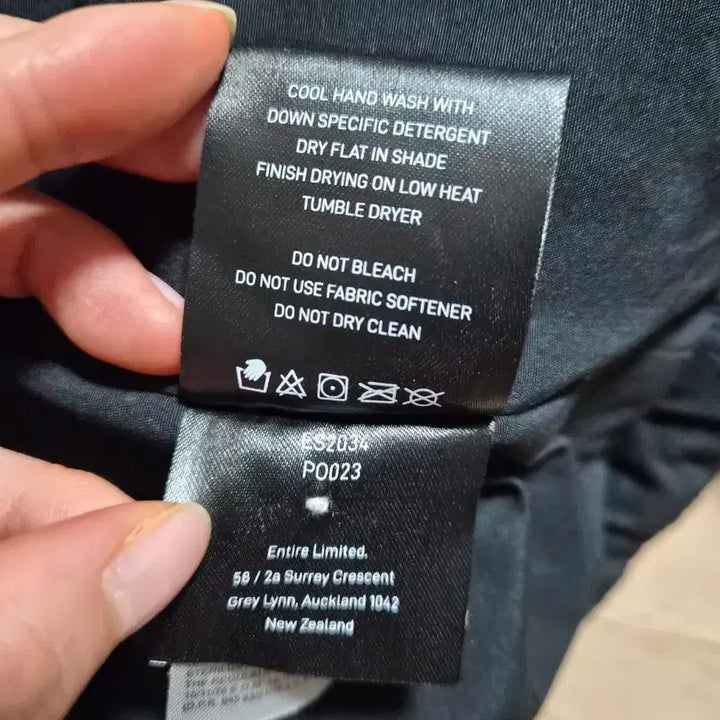 COOL HAND WASH WITH
DOWN SPECIFIC DETERGENT
DRY FLAT IN SHADE
FINISH DRYING ON LOW HEAT
TUMBLE DRYER
DO NOT BLEACH
DO NOT USE FABRIC SOFTENER
DO NOT DRY CLEAN
ES2034
PO023
Entire Limited.
58 / 2a Surrey Crescent
Grey Lynn, Auckland 1042
New Zealand